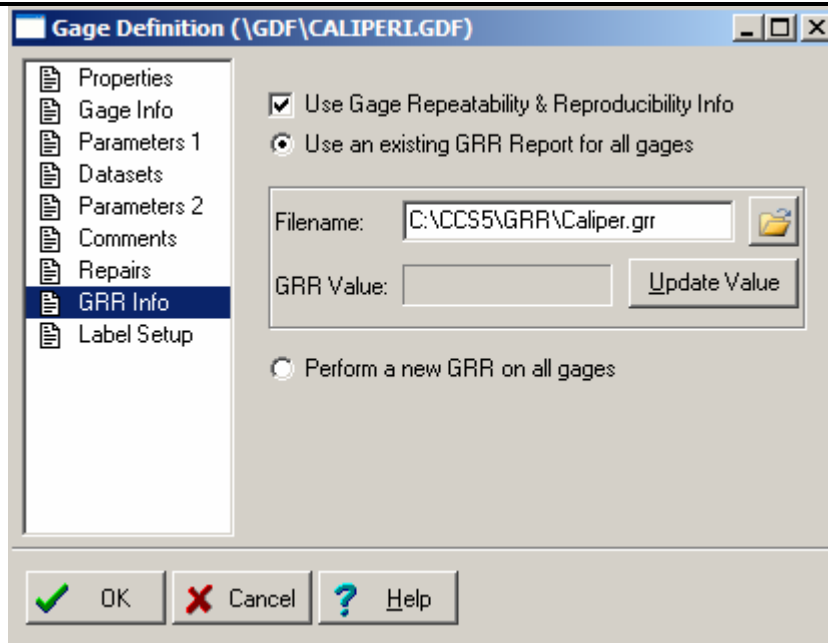 Gage Definition (\GDF\CALIPERI.GDF)
Properties
Gage Info
Parameters 1
Datasets
Parameters 2
Comments
Repairs
GRR Info
Label Setup
Use Gage Repeatability & Reproducibility Info
Use an existing GRR Report for all gages
Filename: C:\CCS5\GRR\Caliper.grr
GRR Value: Update Value
Perform a new GRR on all gages
OK Cancel Help